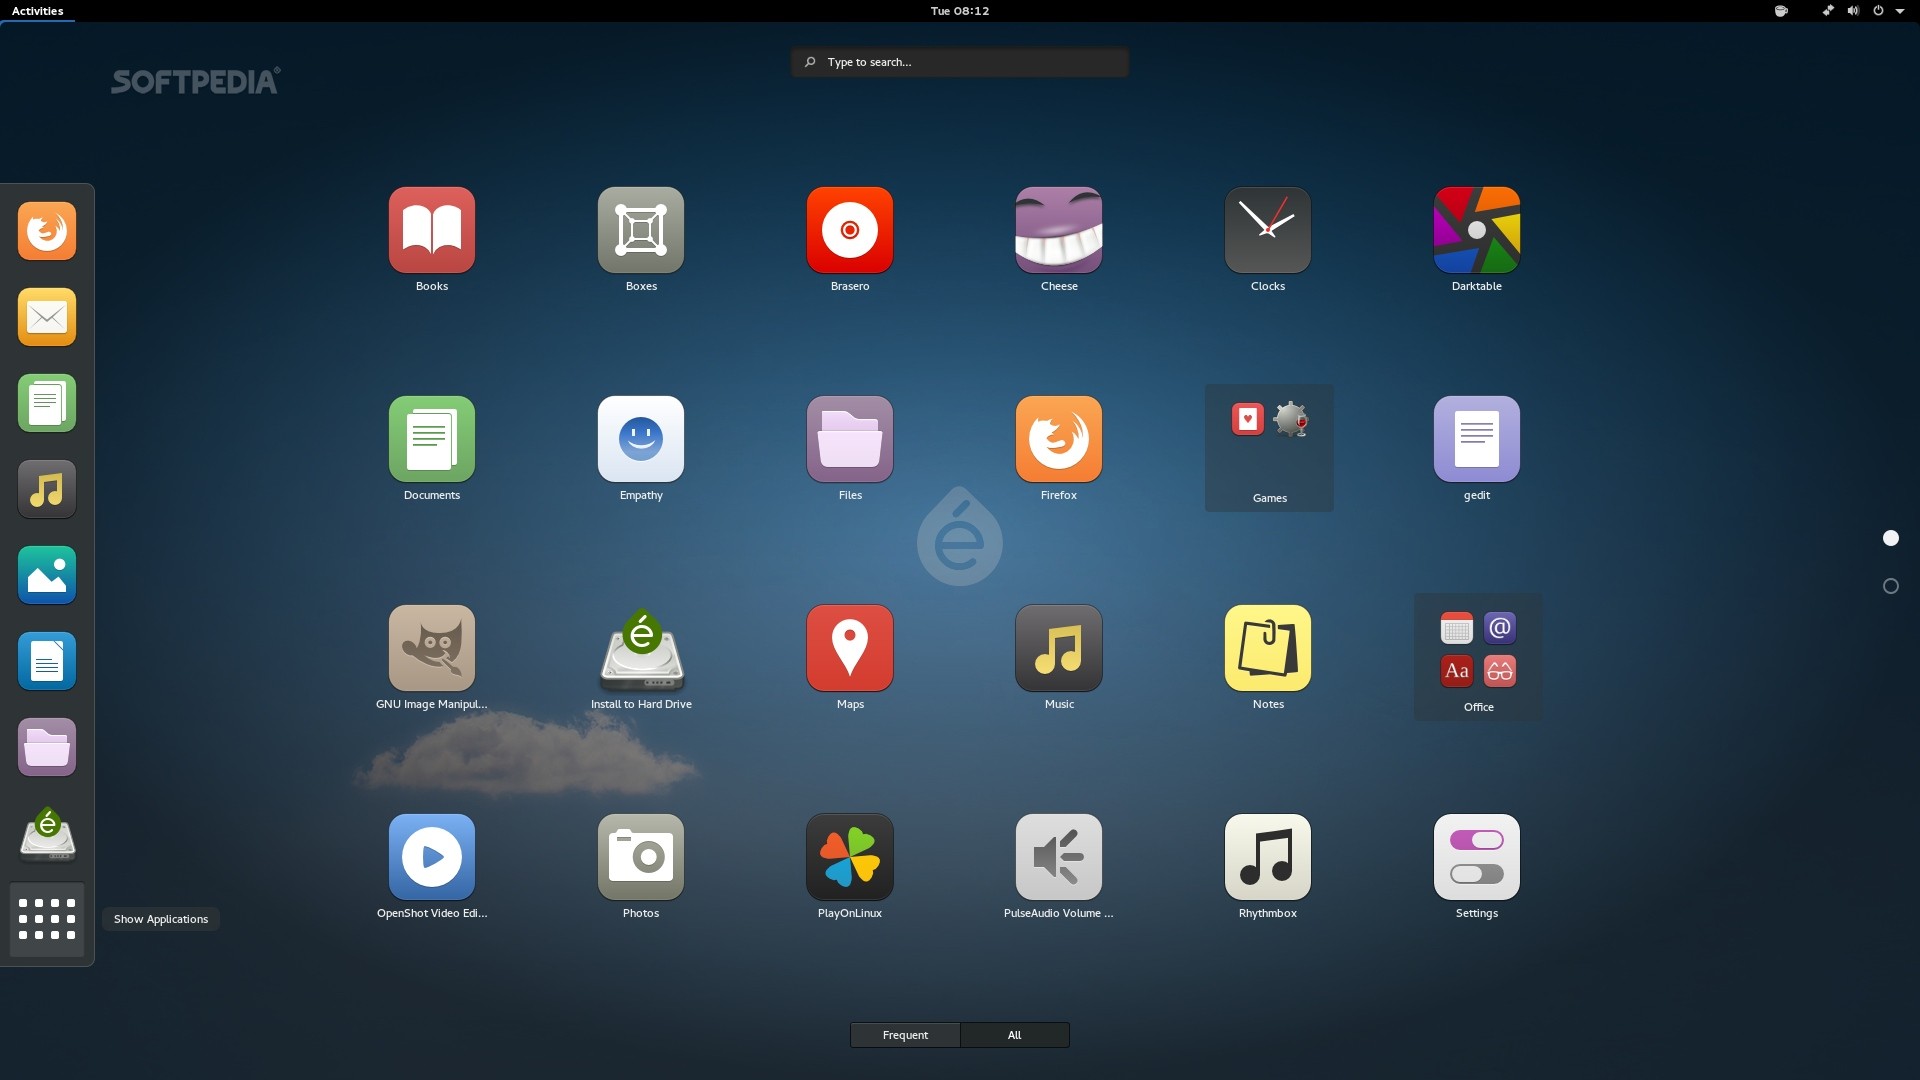 Activities
Tue 08:12
Type to search...
SOFTPEDIA®
Books
Boxes
Brasero
Cheese
Clocks
Darktable
Documents
Empathy
Files
Firefox
Games
gedit
é
é
@
Aa
GNU Image Manipul...
Install to Hard Drive
Maps
Music
Notes
Office
é
OpenShot Video Edi...
Photos
PlayOnLinux
PulseAudio Volume ...
Rhythmbox
Settings
Show Applications
Frequent
All